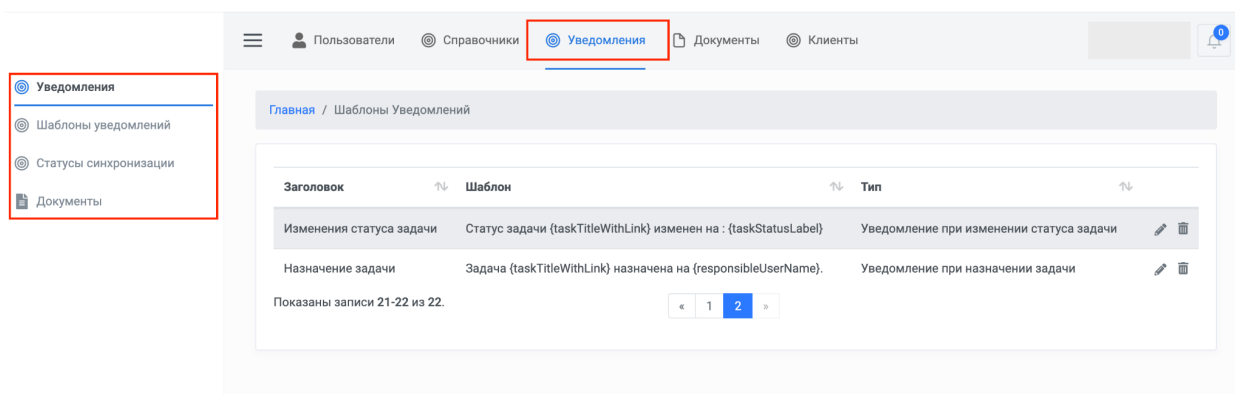 Пользователи Справочники Уведомления Документы Клиенты 0
Уведомления
Шаблоны уведомлений
Статусы синхронизации
Документы
Главная / Шаблоны Уведомлений
Заголовок Шаблон Тип
Изменения статуса задачи Статус задачи {taskTitleWithLink} изменен на : {taskStatusLabel} Уведомление при изменении статуса задачи
Назначение задачи Задача {taskTitleWithLink} назначена на {responsibleUserName}. Уведомление при назначении задачи
Показаны записи 21-22 из 22.
« 1 2 »